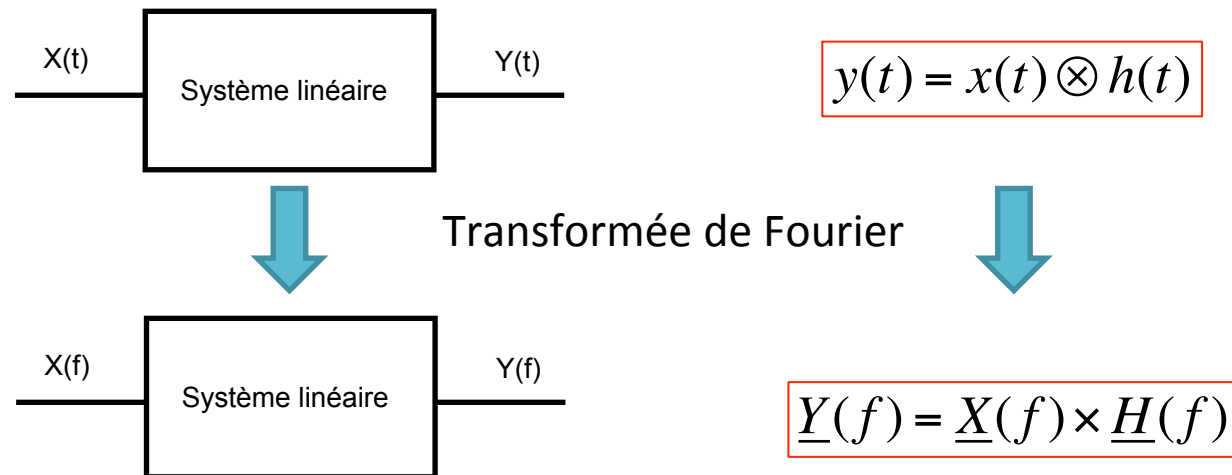 X(t)
Système linéaire
Y(t)
y(t) = x(t) ⊗ h(t)
Transformée de Fourier
X(f)
Système linéaire
Y(f)
Y̲(f) = X̲(f) × H̲(f)